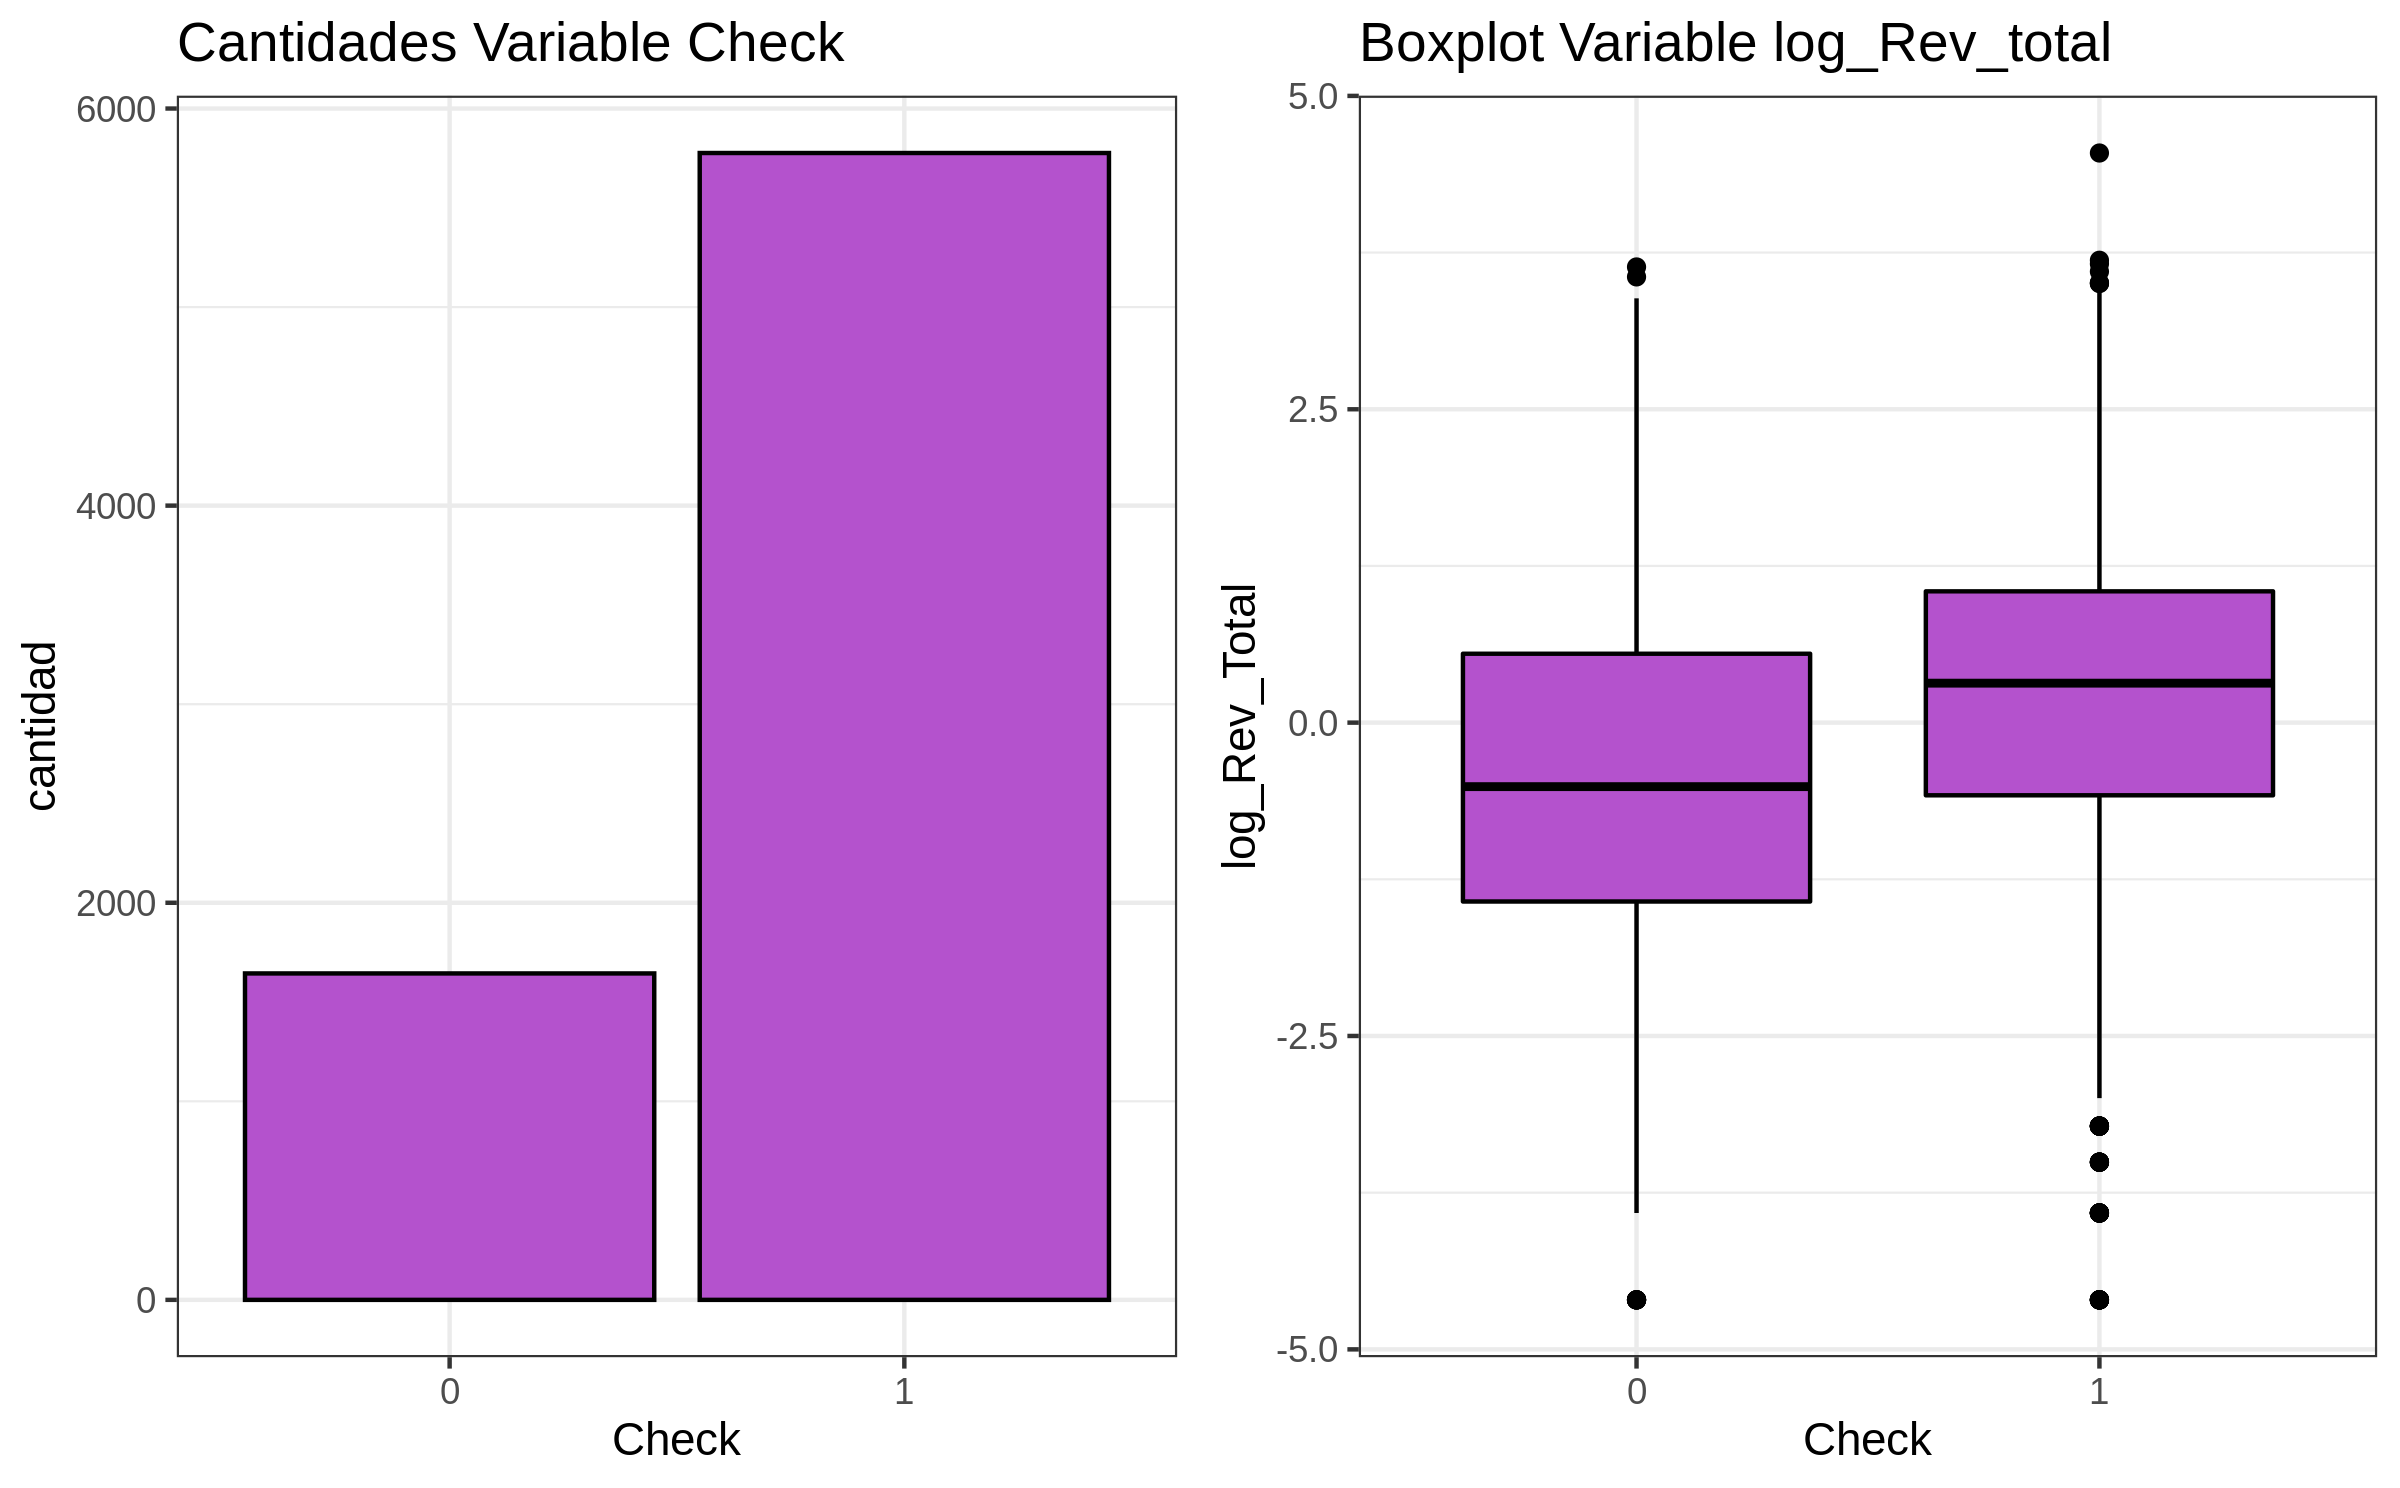 Cantidades Variable Check
6000
4000
2000
0
cantidad
0
1
Check
Boxplot Variable log_Rev_total
5.0
2.5
0.0
-2.5
-5.0
log_Rev_Total
0
1
Check